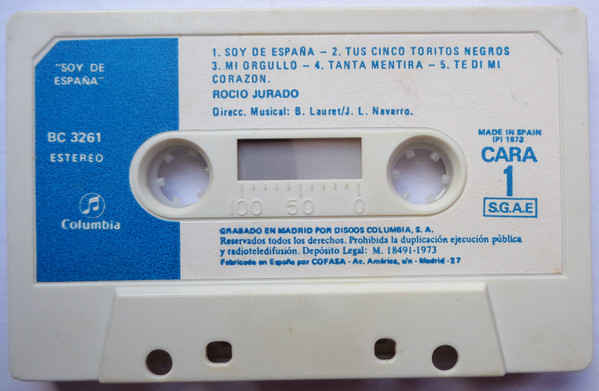 "SOY DE
ESPAÑA"
BC 3261
ESTEREO
Columbia
1. SOY DE ESPAÑA – 2. TUS CINCO TORITOS NEGROS
3. MI ORGULLO – 4. TANTA MENTIRA – 5. TE DI MI
CORAZON.
ROCIO JURADO
Direcc. Musical: B. Lauret/J. L. Navarro.
MADE IN SPAIN
(P) 1973
CARA
1
S.G.A.E
100 50 0
GRABADO EN MADRID POR DISCOS COLUMBIA, S. A.
Reservados todos los derechos. Prohibida la duplicación ejecución pública
y radioteledifusión. Depósito Legal: M. 18491-1973
Fabricado en España por COFASA - Av. América, s/n - Madrid - 27